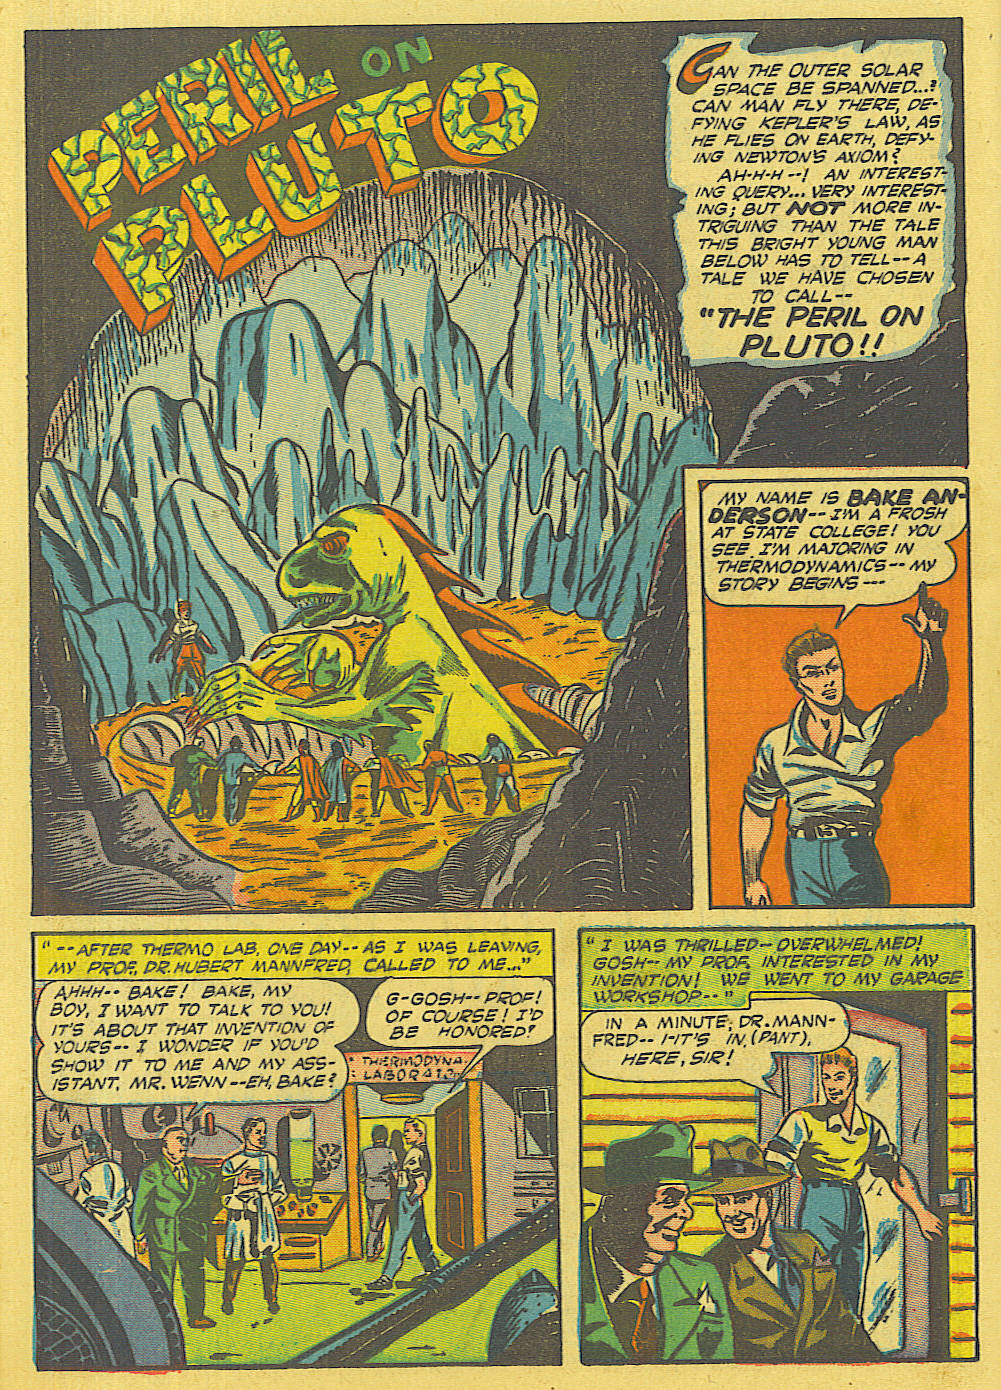 PERIL ON
PLUTO
CAN THE OUTER SOLAR
SPACE BE SPANNED...?
CAN MAN FLY THERE, DE-
FYING KEPLER'S LAW, AS
HE FLIES ON EARTH, DEFY-
ING NEWTON'S AXIOM?
AH-H-H--! AN INTEREST-
ING QUERY... VERY INTEREST-
ING; BUT NOT MORE IN-
TRIGUING THAN THE TALE
THIS BRIGHT YOUNG MAN
BELOW HAS TO TELL-- A
TALE WE HAVE CHOSEN
TO CALL--
"THE PERIL ON
PLUTO!!
MY NAME IS BAKE AN-
DERSON-- I'M A FROSH
AT STATE COLLEGE! YOU
SEE, I'M MAJORING IN
THERMODYNAMICS-- MY
STORY BEGINS---
"--AFTER THERMO LAB, ONE DAY-- AS I WAS LEAVING,
MY PROF, DR. HUBERT MANNFRED, CALLED TO ME..."
AHHH-- BAKE! BAKE, MY
BOY, I WANT TO TALK TO YOU!
IT'S ABOUT THAT INVENTION OF
YOURS-- I WONDER IF YOU'D
SHOW IT TO ME AND MY ASS-
ISTANT, MR. WENN--EH, BAKE?
G-GOSH-- PROF!
OF COURSE! I'D
BE HONORED!
THERMODYNA
LABORATO
"I WAS THRILLED-- OVERWHELMED!
GOSH-- MY PROF, INTERESTED IN MY
INVENTION! WE WENT TO MY GARAGE
WORKSHOP--"
IN A MINUTE, DR. MANN-
FRED-- I-IT'S IN, (PANT),
HERE, SIR!